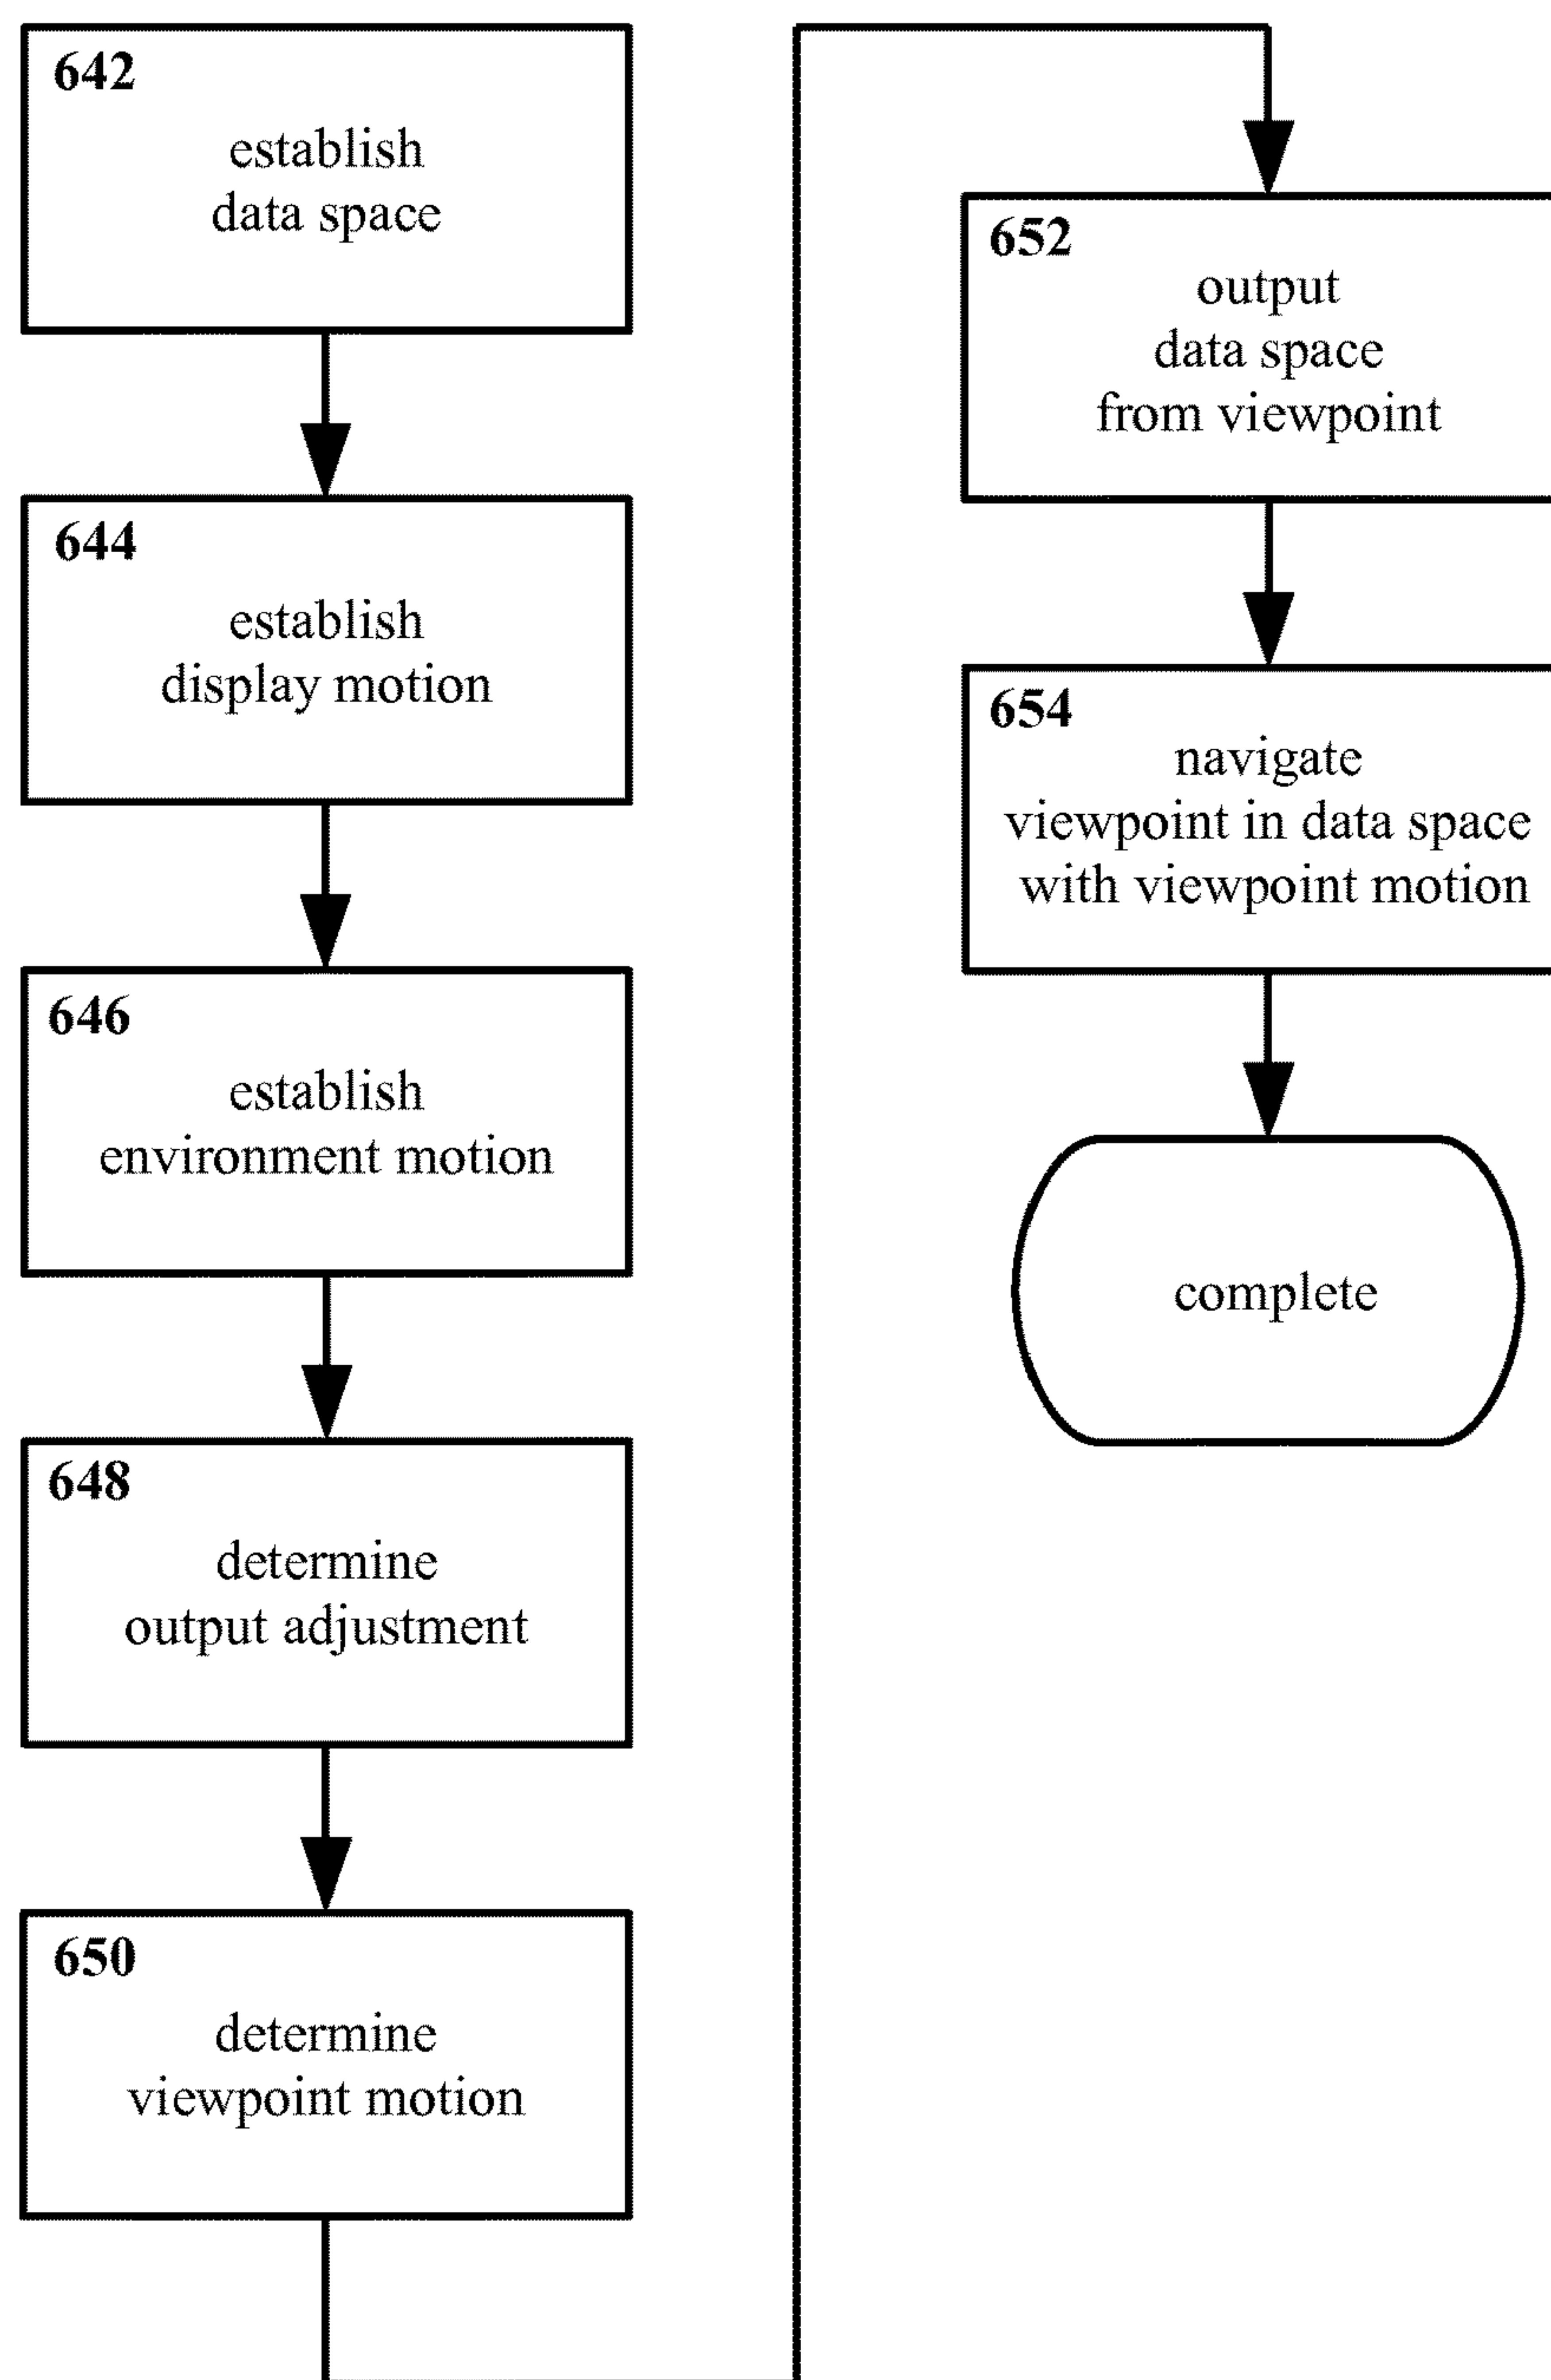 642
establish
data space
644
establish
display motion
646
establish
environment motion
648
determine
output adjustment
650
determine
viewpoint motion
652
output
data space
from viewpoint
654
navigate
viewpoint in data space
with viewpoint motion
complete